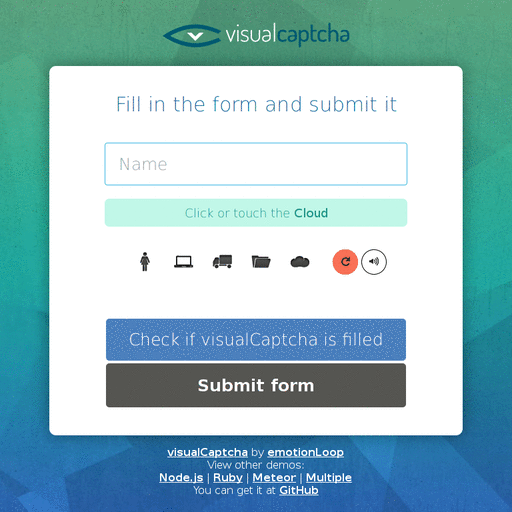 visualcaptcha
Fill in the form and submit it
Name
Click or touch the Cloud
Check if visualCaptcha is filled
Submit form
visualCaptcha by emotionLoop
View other demos:
Node.js | Ruby | Meteor | Multiple
You can get it at GitHub